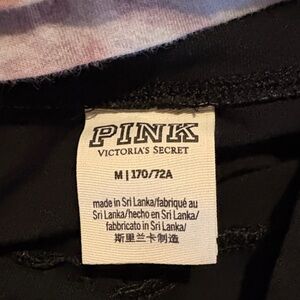 PINK
VICTORIA'S SECRET
M | 170/72A
made in Sri Lanka/fabriqué au
Sri Lanka/hecho en Sri Lanka/
fabbricato in Sri Lanka/
斯里兰卡制造